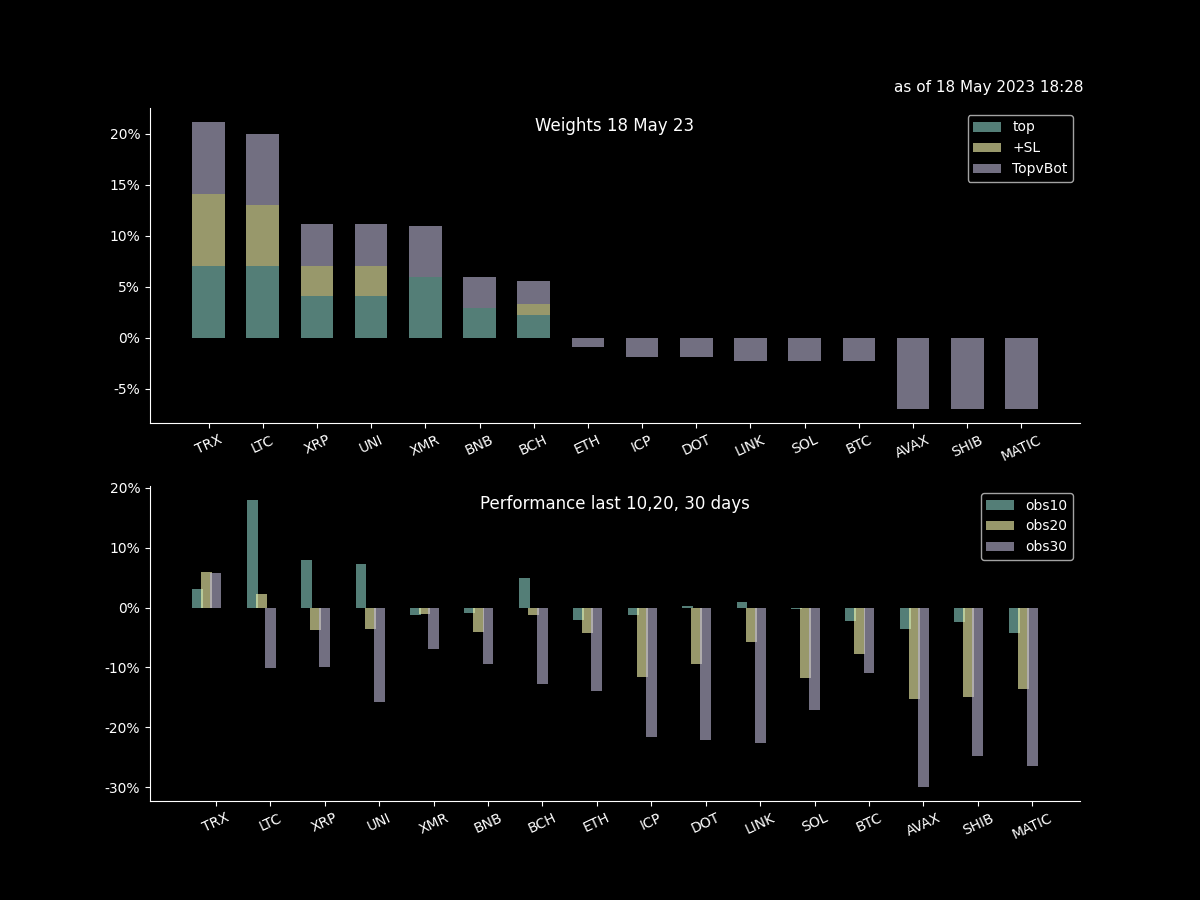 as of 18 May 2023 18:28
Weights 18 May 23
top
+SL
TopvBot
20%
15%
10%
5%
0%
-5%
TRX LTC XRP UNI XMR BNB BCH ETH ICP DOT LINK SOL BTC AVAX SHIB MATIC
Performance last 10,20, 30 days
obs10
obs20
obs30
20%
10%
0%
-10%
-20%
-30%
TRX LTC XRP UNI XMR BNB BCH ETH ICP DOT LINK SOL BTC AVAX SHIB MATIC